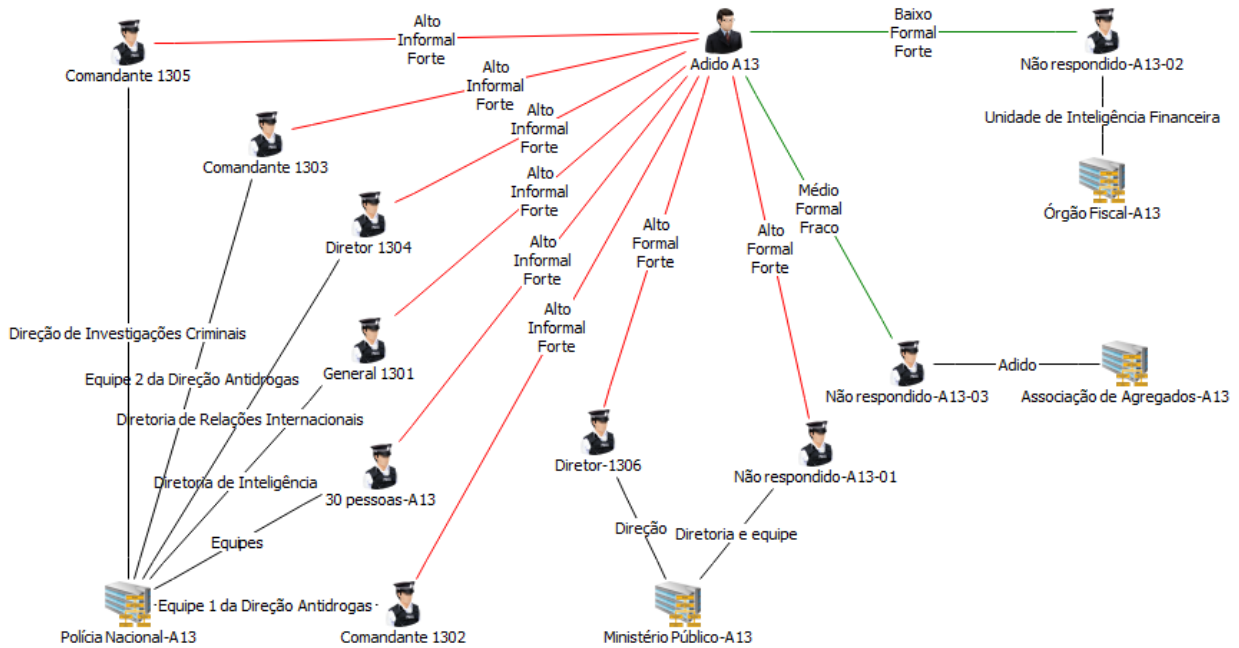 Alto
Informal
Forte
Baixo
Formal
Forte
Comandante 1305
Adido A13
Não respondido-A13-02
Alto
Informal
Forte
Alto
Informal
Forte
Unidade de Inteligência Financeira
Comandante 1303
Alto
Informal
Forte
Médio
Formal
Fraco
Órgão Fiscal-A13
Diretor 1304
Alto
Informal
Forte
Alto
Formal
Forte
Alto
Formal
Forte
Alto
Informal
Forte
Direção de Investigações Criminais
General 1301
Equipe 2 da Direção Antidrogas
Adido
Não respondido-A13-03
Associação de Agregados-A13
Diretoria de Relações Internacionais
Diretor-1306
Não respondido-A13-01
Diretoria de Inteligência
30 pessoas-A13
Direção
Diretoria e equipe
Equipes
Equipe 1 da Direção Antidrogas
Polícia Nacional-A13
Comandante 1302
Ministério Público-A13